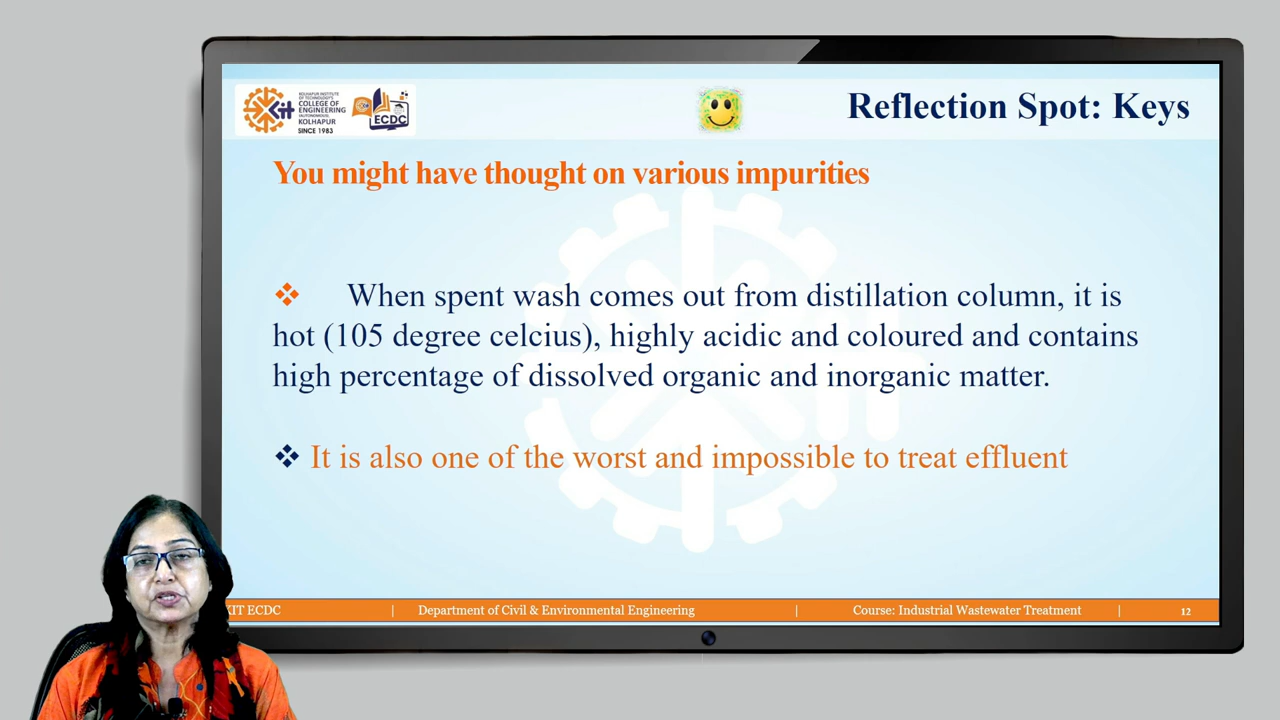 KOLHAPUR INSTITUTE
OF TECHNOLOGY'S
COLLEGE OF
ENGINEERING
(AUTONOMOUS)
KOLHAPUR
SINCE 1983
Kit
ECDC
Reflection Spot: Keys
You might have thought on various impurities
❖ When spent wash comes out from distillation column, it is
hot (105 degree celcius), highly acidic and coloured and contains
high percentage of dissolved organic and inorganic matter.
❖ It is also one of the worst and impossible to treat effluent
KIT ECDC | Department of Civil & Environmental Engineering | Course: Industrial Wastewater Treatment | 12